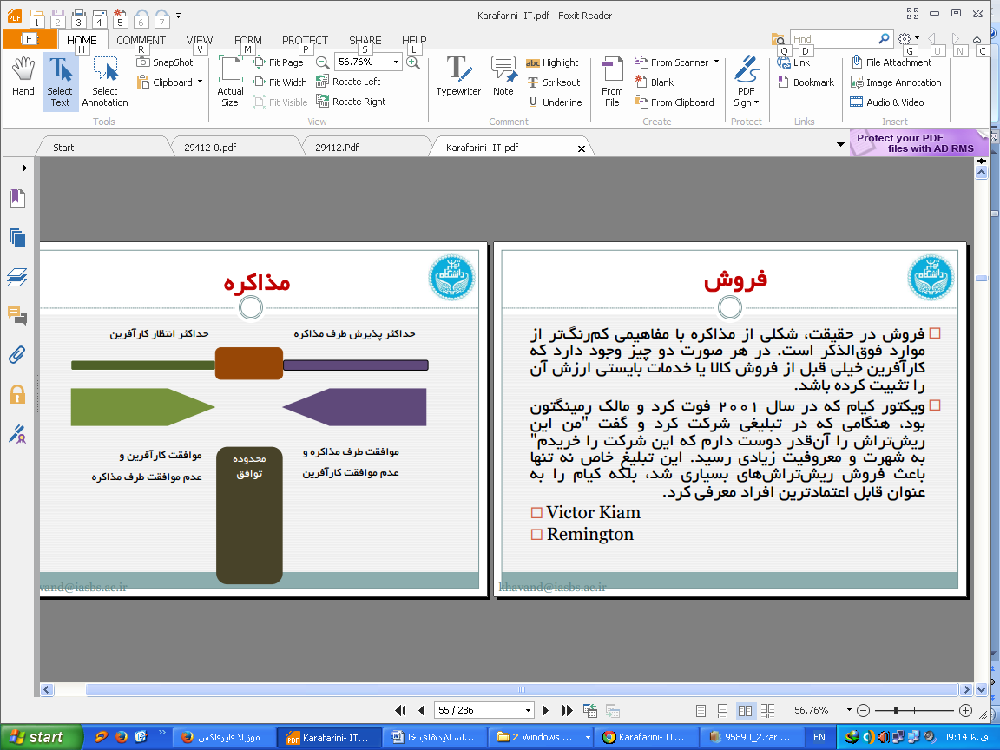 Karafarini- IT.pdf - Foxit Reader
PDF
1
2
3
4
5
6
7
F
HOME
COMMENT
VIEW
FORM
PROTECT
SHARE
HELP
Find
H
R
V
M
P
S
L
Q
D
G
U
N
C
Hand
Select Text
Select Annotation
SnapShot
Clipboard
Tools
Actual Size
Fit Page
Fit Width
Fit Visible
56.76%
Rotate Left
Rotate Right
View
Typewriter
Note
Highlight
Strikeout
Underline
Comment
From File
From Scanner
Blank
From Clipboard
Create
PDF Sign
Protect
Link
Bookmark
Links
File Attachment
Image Annotation
Audio & Video
Insert
Start
29412-0.pdf
29412.Pdf
Karafarini- IT.pdf
Protect your PDF
files with AD RMS
مذاکره
حداکثر پذیرش طرف مذاکره
حداکثر انتظار کارآفرین
موافقت طرف مذاکره و
عدم موافقت کارآفرین
محدوده
توافق
موافقت کارآفرین و
عدم موافقت طرف مذاکره
vand@iasbs.ac.ir
فروش
فروش در حقیقت، شکلی از مذاکره با مفاهیمی کم‌رنگ‌تر از
موارد فوق‌الذکر است. در هر صورت دو چیز وجود دارد که
کارآفرین خیلی قبل از فروش کالا یا خدمات بایستی ارزش آن
را تثبیت کرده باشد.
ویکتور کیام که در سال ۲۰۰۱ فوت کرد و مالک رمینگتون
بود، هنگامی که در تبلیغی شرکت کرد و گفت "من این
ریش‌تراش را آن‌قدر دوست دارم که این شرکت را خریدم"
به شهرت و معروفیت زیادی رسید. این تبلیغ خاص نه تنها
باعث فروش ریش‌تراش‌های بسیاری شد، بلکه کیام را به
عنوان قابل اعتمادترین افراد معرفی کرد.
Victor Kiam
Remington
khavand@iasbs.ac.ir
55 / 286
56.76%
start
موزیلا فایرفاکس
Karafarini- IT....
اسلایدهاي خا...
2 Windows ...
Karafarini- IT....
95890_2.rar ...
EN
09:14 ق.ظ